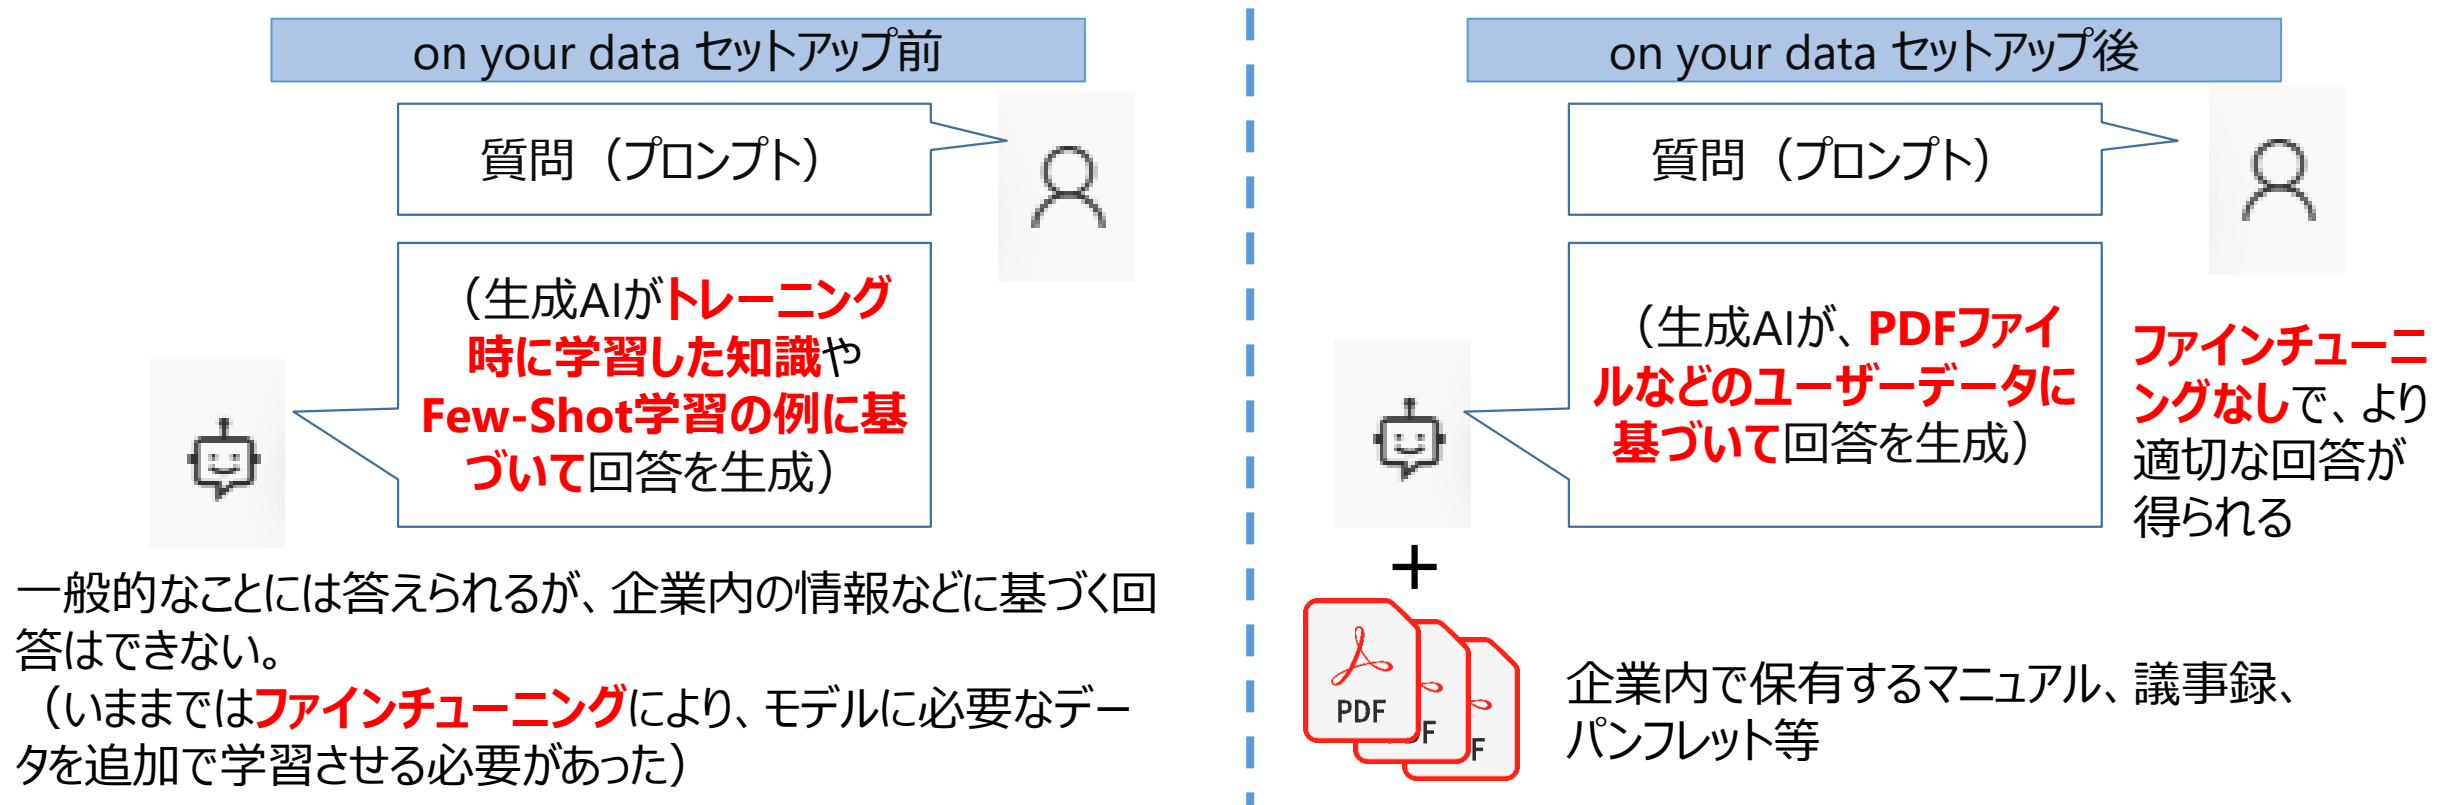 on your data セットアップ前
質問（プロンプト）
（生成AIがトレーニング
時に学習した知識や
Few-Shot学習の例に基
づいて回答を生成）
一般的なことには答えられるが、企業内の情報などに基づく回
答はできない。
（いままではファインチューニングにより、モデルに必要なデー
タを追加で学習させる必要があった）
on your data セットアップ後
質問（プロンプト）
（生成AIが、PDFファイ
ルなどのユーザーデータに
基づいて回答を生成）
ファインチューニ
ングなしで、より
適切な回答が
得られる
+
PDF
DF
F
企業内で保有するマニュアル、議事録、
パンフレット等